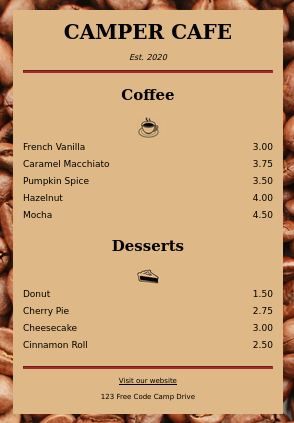 CAMPER CAFE
Est. 2020
Coffee
French Vanilla 3.00
Caramel Macchiato 3.75
Pumpkin Spice 3.50
Hazelnut 4.00
Mocha 4.50
Desserts
Donut 1.50
Cherry Pie 2.75
Cheesecake 3.00
Cinnamon Roll 2.50
Visit our website
123 Free Code Camp Drive